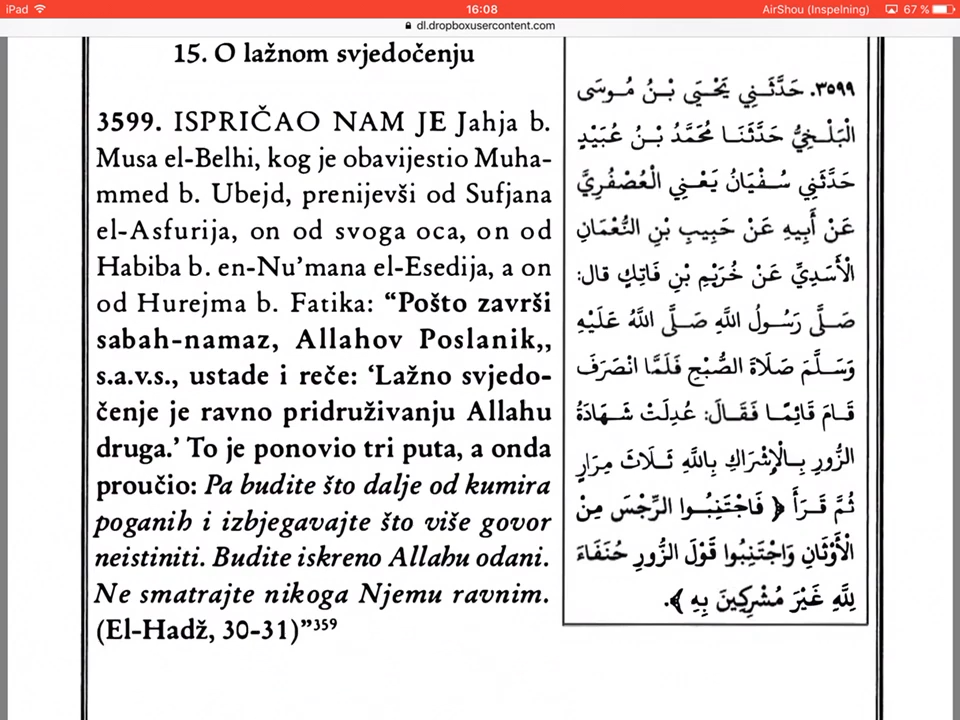 iPad 16:08 AirShou (Inspelning) 67 %
dl.dropboxusercontent.com
15. O lažnom svjedočenju
3599. ISPRIČAO NAM JE Jahja b.
Musa el-Belhi, kog je obavijestio Muha-
mmed b. Ubejd, prenijevši od Sufjana
el-Asfurija, on od svoga oca, on od
Habiba b. en-Nu’mana el-Esedija, a on
od Hurejma b. Fatika: “Pošto završi
sabah-namaz, Allahov Poslanik,,
s.a.v.s., ustade i reče: ‘Lažno svjedo-
čenje je ravno pridruživanju Allahu
druga.’ To je ponovio tri puta, a onda
proučio: Pa budite što dalje od kumira
poganih i izbjegavajte što više govor
neistiniti. Budite iskreno Allahu odani.
Ne smatrajte nikoga Njemu ravnim.
(El-Hadž, 30-31)”359
٣٥٩٩. حَدَّثَنِي يَحْيَى بْنُ مُوسَى
الْبَلْخِيُّ حَدَّثَنَا مُحَمَّدُ بْنُ عُبَيْدٍ
حَدَّثَنِي سُفْيَانُ يَعْنِي الْعُصْفُرِيَّ
عَنْ أَبِيهِ عَنْ حَبِيبِ بْنِ النُّعْمَانِ
الْأَسَدِيِّ عَنْ خُرَيْمِ بْنِ فَاتِكٍ قال:
صَلَّى رَسُولُ اللَّهِ صَلَّى اللَّهُ عَلَيْهِ
وَسَلَّمَ صَلَاةَ الصُّبْحِ فَلَمَّا انْصَرَفَ
قَامَ قَائِمًا فَقَالَ: عُدِلَتْ شَهَادَةُ
الزُّورِ بِالْإِشْرَاكِ بِاللَّهِ ثَلَاثَ مِرَارٍ
ثُمَّ قَرَأَ ﴿ فَاجْتَنِبُوا الرِّجْسَ مِنْ
الْأَوْثَانِ وَاجْتَنِبُوا قَوْلَ الزُّورِ حُنَفَاءَ
لِلَّهِ غَيْرَ مُشْرِكِينَ بِهِ ﴾.